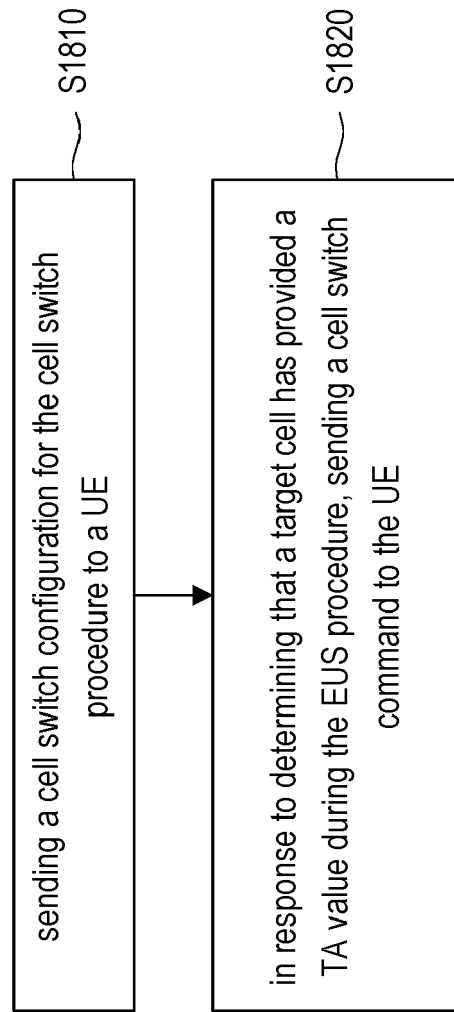 sending a cell switch configuration for the cell switch
procedure to a UE
S1810
in response to determining that a target cell has provided a
TA value during the EUS procedure, sending a cell switch
command to the UE
S1820